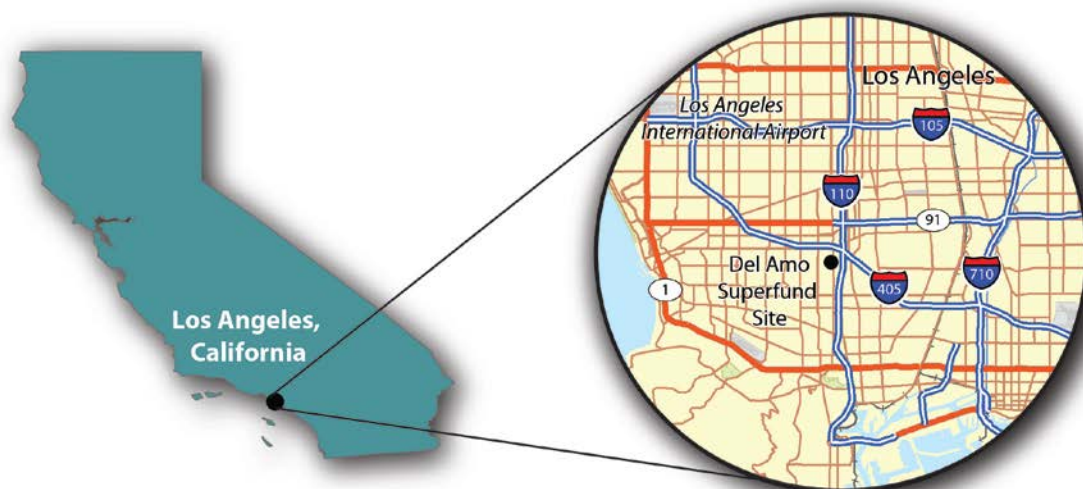 Los Angeles,
California
Los Angeles
Los Angeles
International Airport
105
110
91
Del Amo
Superfund
Site
1
405
710